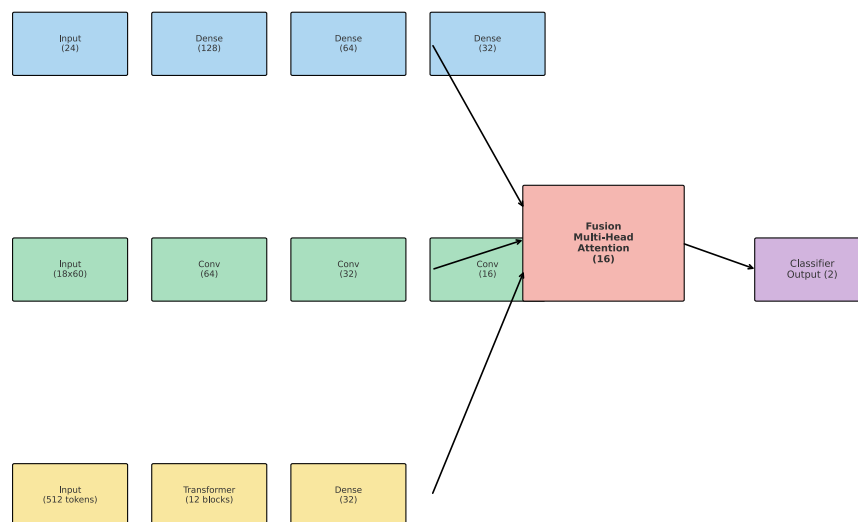 Input
(24)
Dense
(128)
Dense
(64)
Dense
(32)
Input
(18x60)
Conv
(64)
Conv
(32)
Conv
(16)
Fusion
Multi-Head
Attention
(16)
Classifier
Output (2)
Input
(512 tokens)
Transformer
(12 blocks)
Dense
(32)